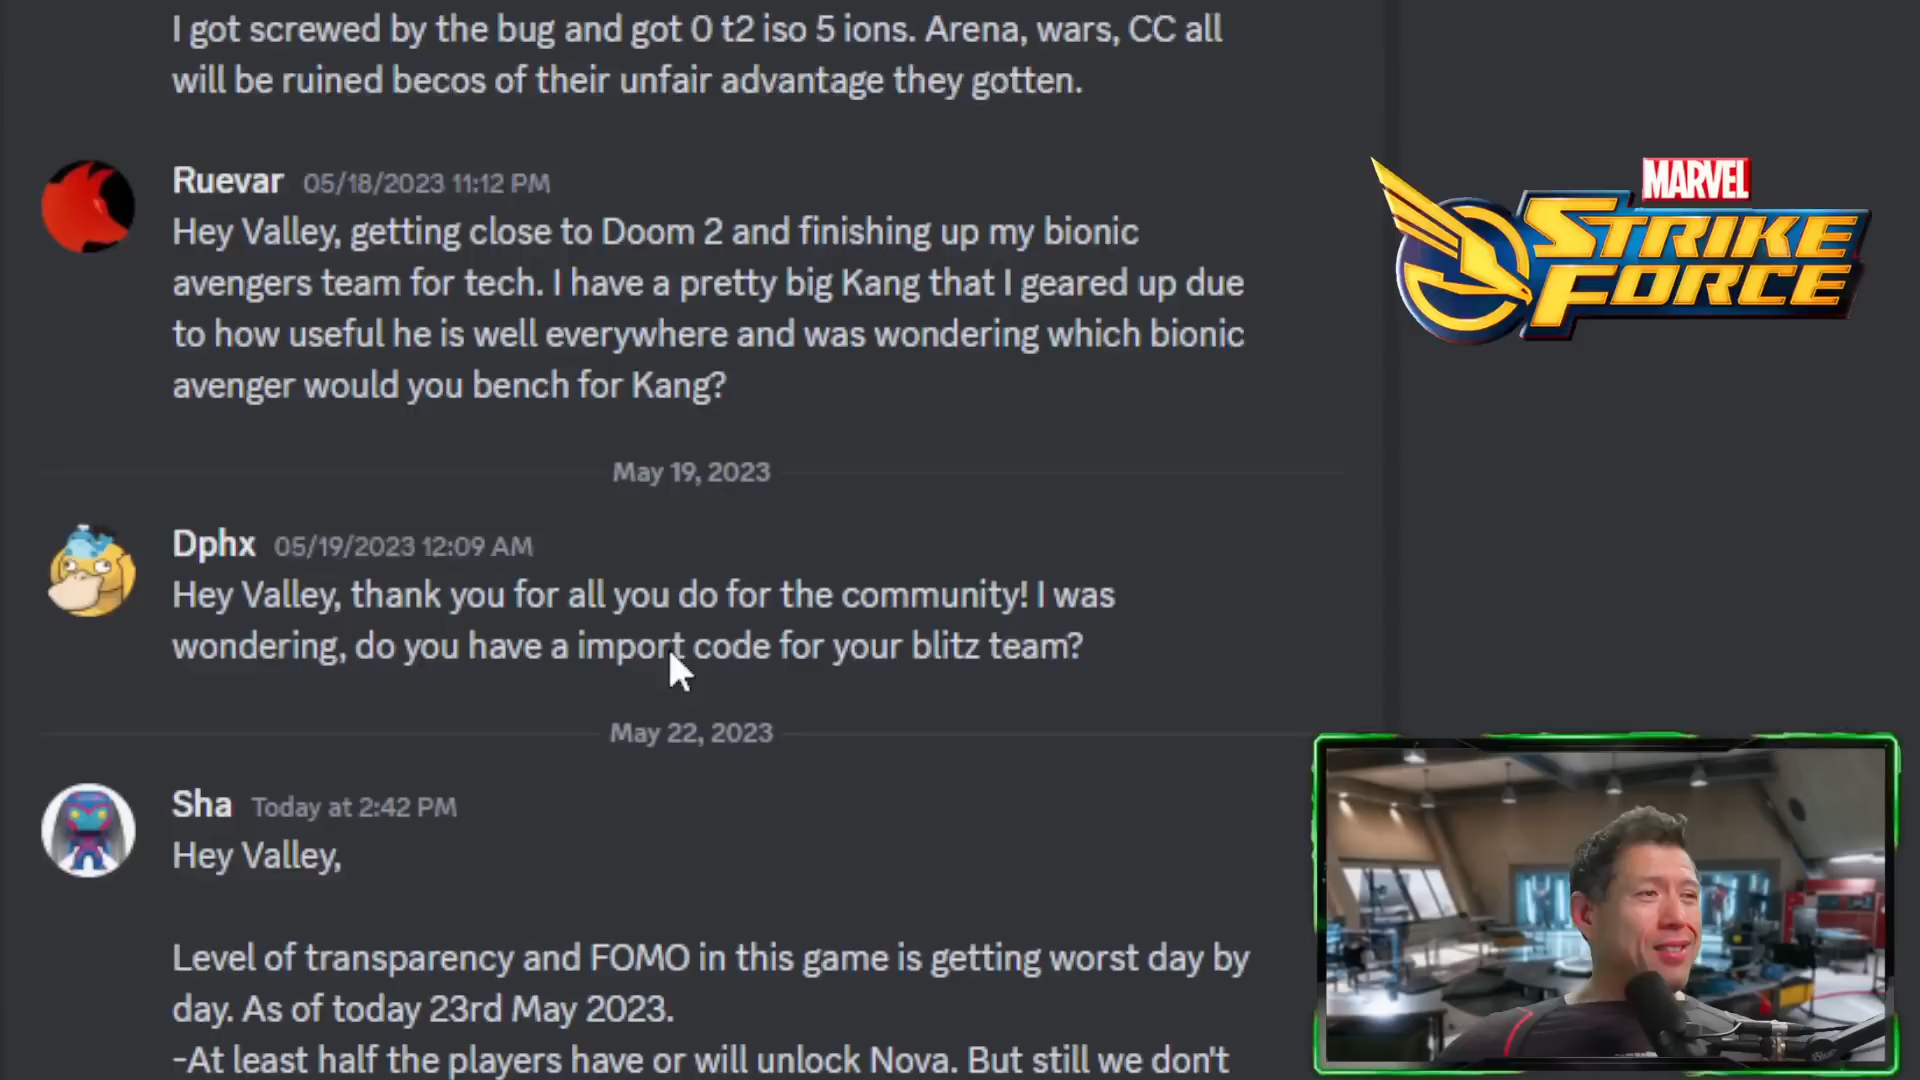 I got screwed by the bug and got 0 t2 iso 5 ions. Arena, wars, CC all
will be ruined becos of their unfair advantage they gotten.
Ruevar 05/18/2023 11:12 PM
Hey Valley, getting close to Doom 2 and finishing up my bionic
avengers team for tech. I have a pretty big Kang that I geared up due
to how useful he is well everywhere and was wondering which bionic
avenger would you bench for Kang?
MARVEL
STRIKE
FORCE
May 19, 2023
Dphx 05/19/2023 12:09 AM
Hey Valley, thank you for all you do for the community! I was
wondering, do you have a import code for your blitz team?
May 22, 2023
Sha Today at 2:42 PM
Hey Valley,
Level of transparency and FOMO in this game is getting worst day by
day. As of today 23rd May 2023.
-At least half the players have or will unlock Nova. But still we don't